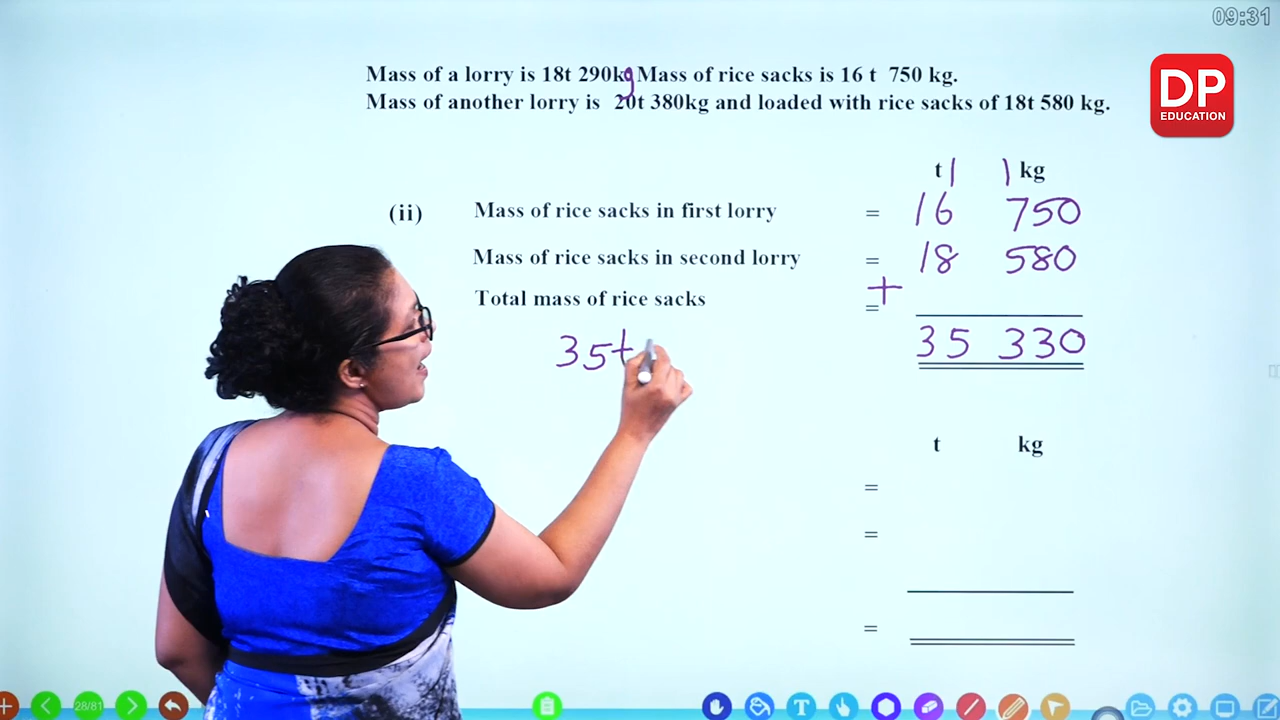 09:31
Mass of a lorry is 18t 290kg Mass of rice sacks is 16 t 750 kg.
Mass of another lorry is 20t 380kg and loaded with rice sacks of 18t 580 kg.
DP
EDUCATION
t kg
(ii) Mass of rice sacks in first lorry = 16 750
Mass of rice sacks in second lorry = 18 580
+
Total mass of rice sacks = 35 330
35t
t kg
=
=
=
28/81